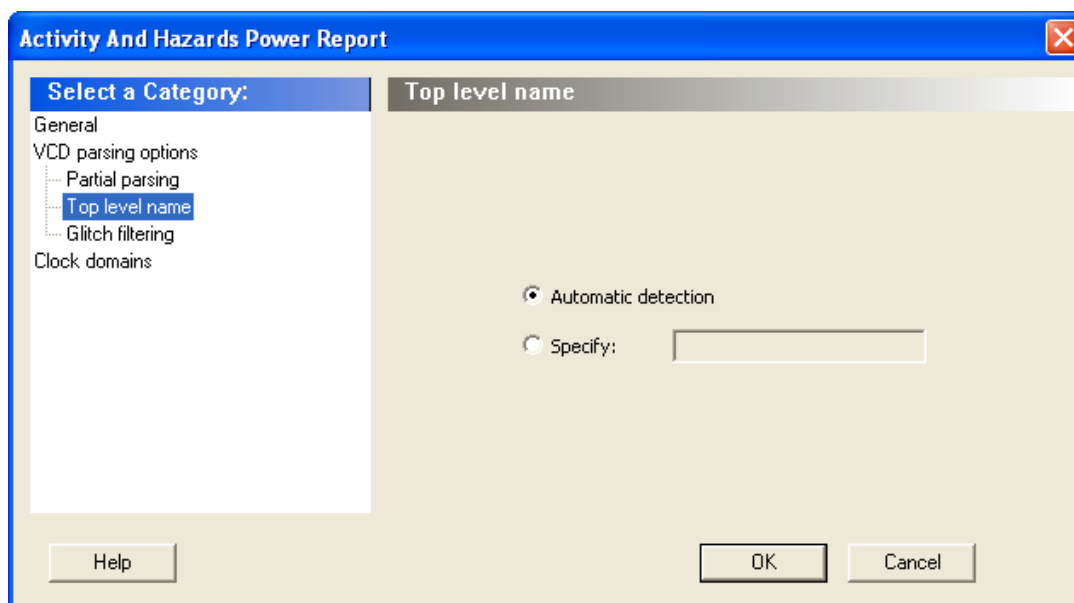 Activity And Hazards Power Report
Select a Category:
General
VCD parsing options
Partial parsing
Top level name
Glitch filtering
Clock domains
Top level name
Automatic detection
Specify:
Help
OK
Cancel